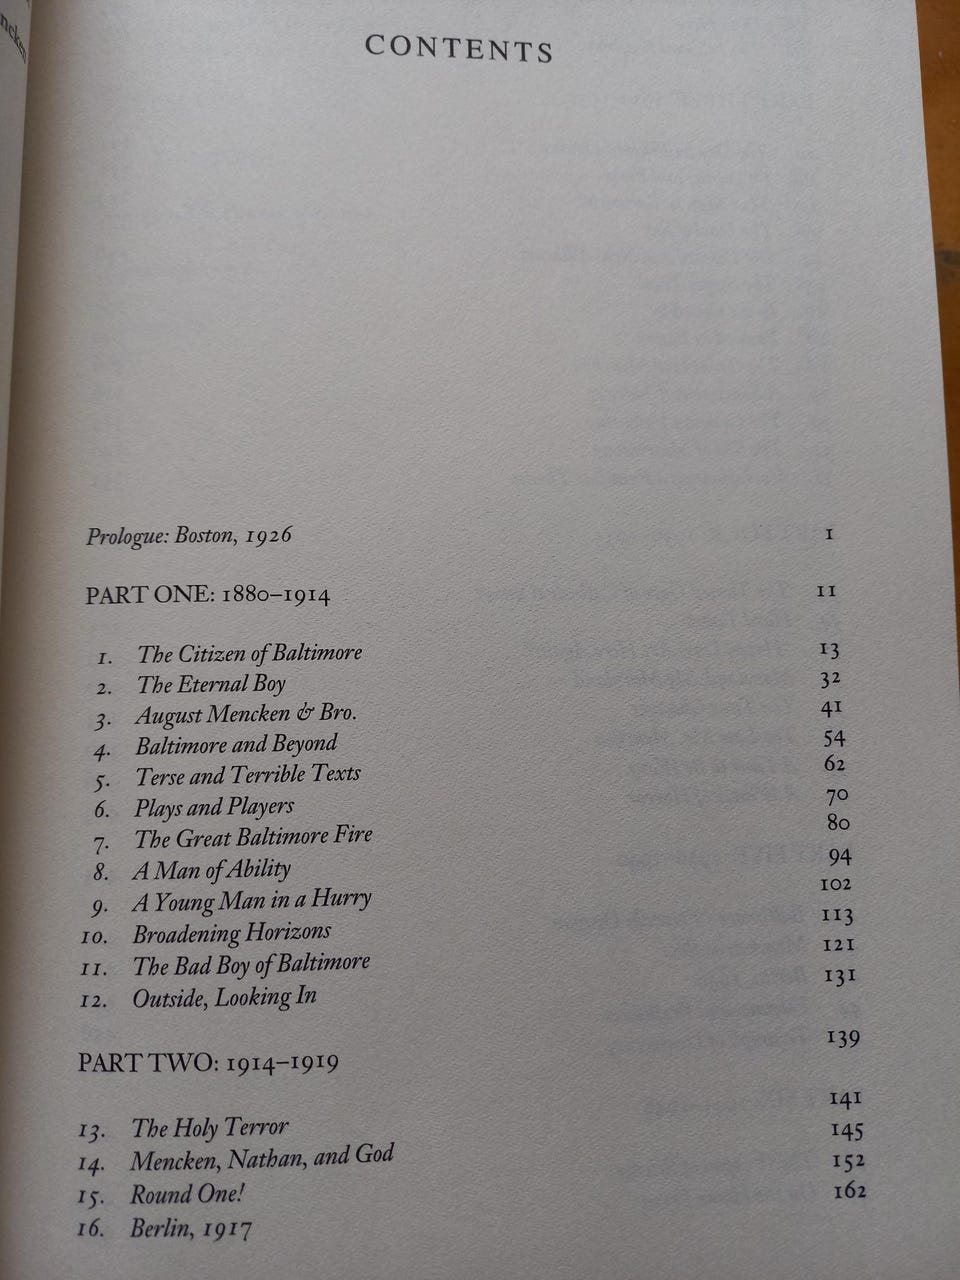 CONTENTS
Prologue: Boston, 1926 1
PART ONE: 1880–1914 11
1. The Citizen of Baltimore 13
2. The Eternal Boy 32
3. August Mencken & Bro. 41
4. Baltimore and Beyond 54
5. Terse and Terrible Texts 62
6. Plays and Players 70
7. The Great Baltimore Fire 80
8. A Man of Ability 94
9. A Young Man in a Hurry 102
10. Broadening Horizons 113
11. The Bad Boy of Baltimore 121
12. Outside, Looking In 131
PART TWO: 1914–1919 139
13. The Holy Terror 141
14. Mencken, Nathan, and God 145
15. Round One! 152
16. Berlin, 1917 162